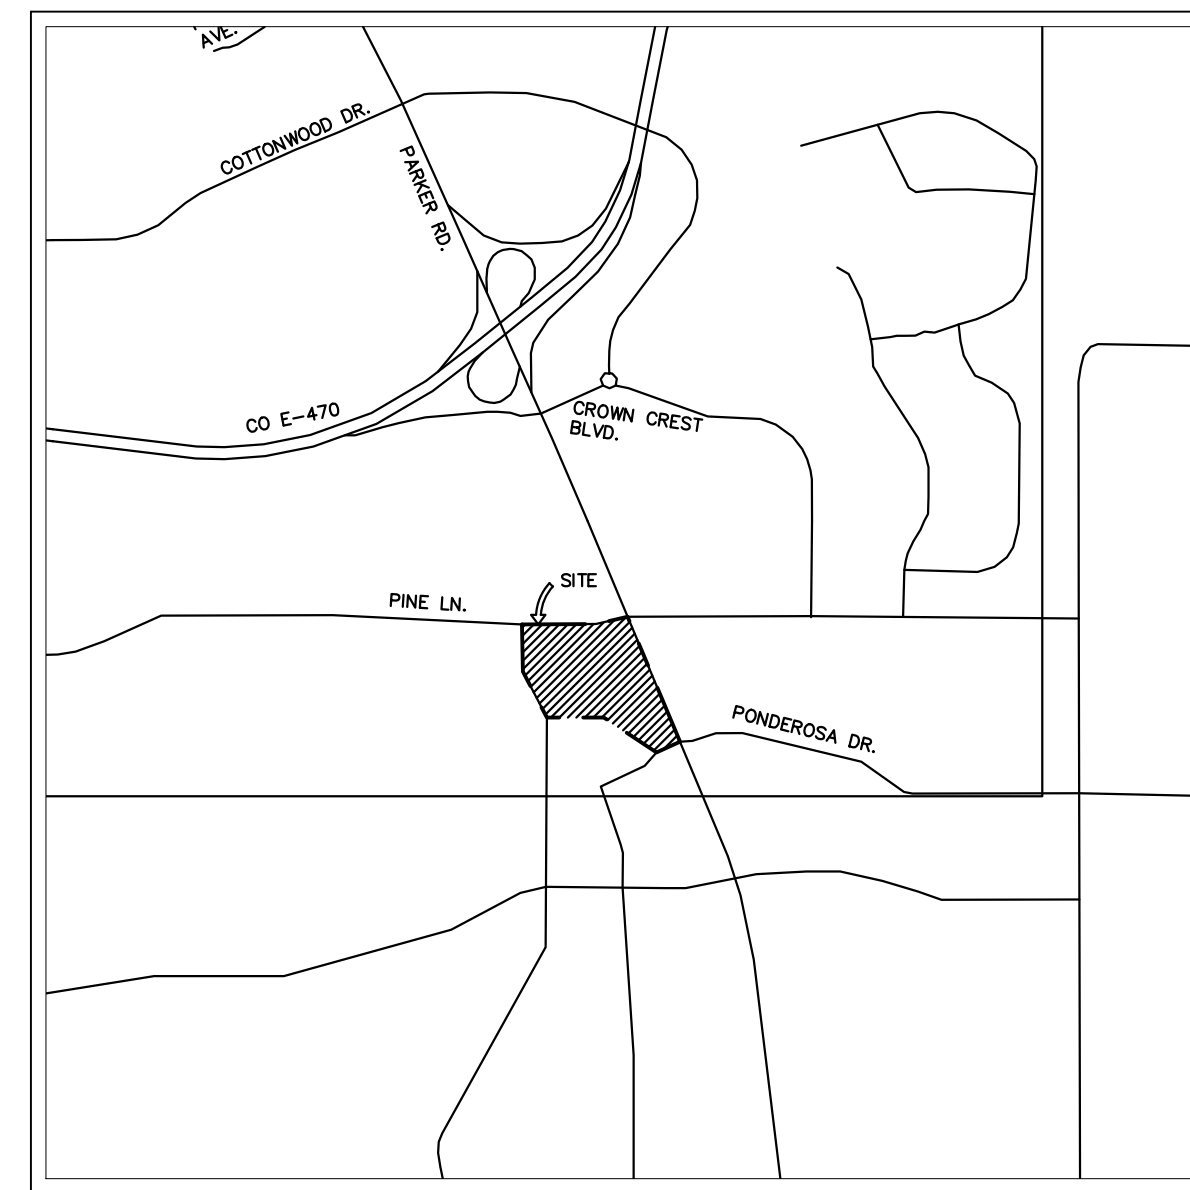 AVE.
COTTONWOOD DR.
PARKER RD.
CO E-470
CROWN CREST
BLVD.
SITE
PINE LN.
PONDEROSA DR.